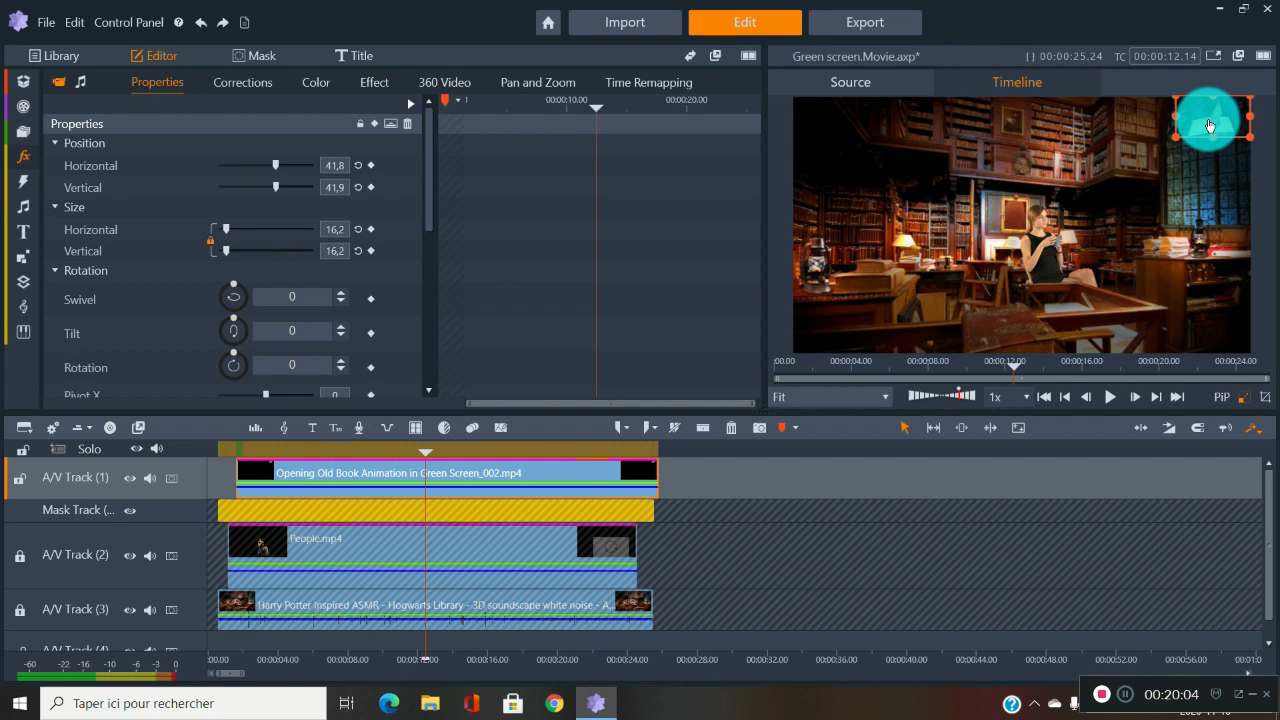 File Edit Control Panel
Import Edit Export
Library Editor Mask Title
Green screen.Movie.axp* [ ] 00:00:25.24 TC 00:00:12.14
Properties Corrections Color Effect 360 Video Pan and Zoom Time Remapping
Source Timeline
00:00:10.00 00:00:20.00
Properties
Position
Horizontal 41,8
Vertical 41,9
Size
Horizontal 16,2
Vertical 16,2
Rotation
Swivel 0
Tilt 0
Rotation 0
Pivot X 0
:00.00 00:00:04.00 00:00:08.00 00:00:12.00 00:00:16.00 00:00:20.00 00:00:24.00
Fit 1x PiP
Solo
A/V Track (1) Opening Old Book Animation in Green Screen_002.mp4
Mask Track (...
A/V Track (2) People.mp4
A/V Track (3) Harry Potter Inspired ASMR - Hogwarts Library - 3D soundscape white noise - A...
A/V Track (4)
-60 -22 -16 -10 -6 -3 0
:00.00 00:00:04.00 00:00:08.00 00:00:12.00 00:00:16.00 00:00:20.00 00:00:24.00 00:00:28.00 00:00:32.00 00:00:36.00 00:00:40.00 00:00:44.00 00:00:48.00 00:00:52.00 00:00:56.00 00:01:0
Taper ici pour rechercher
00:20:04